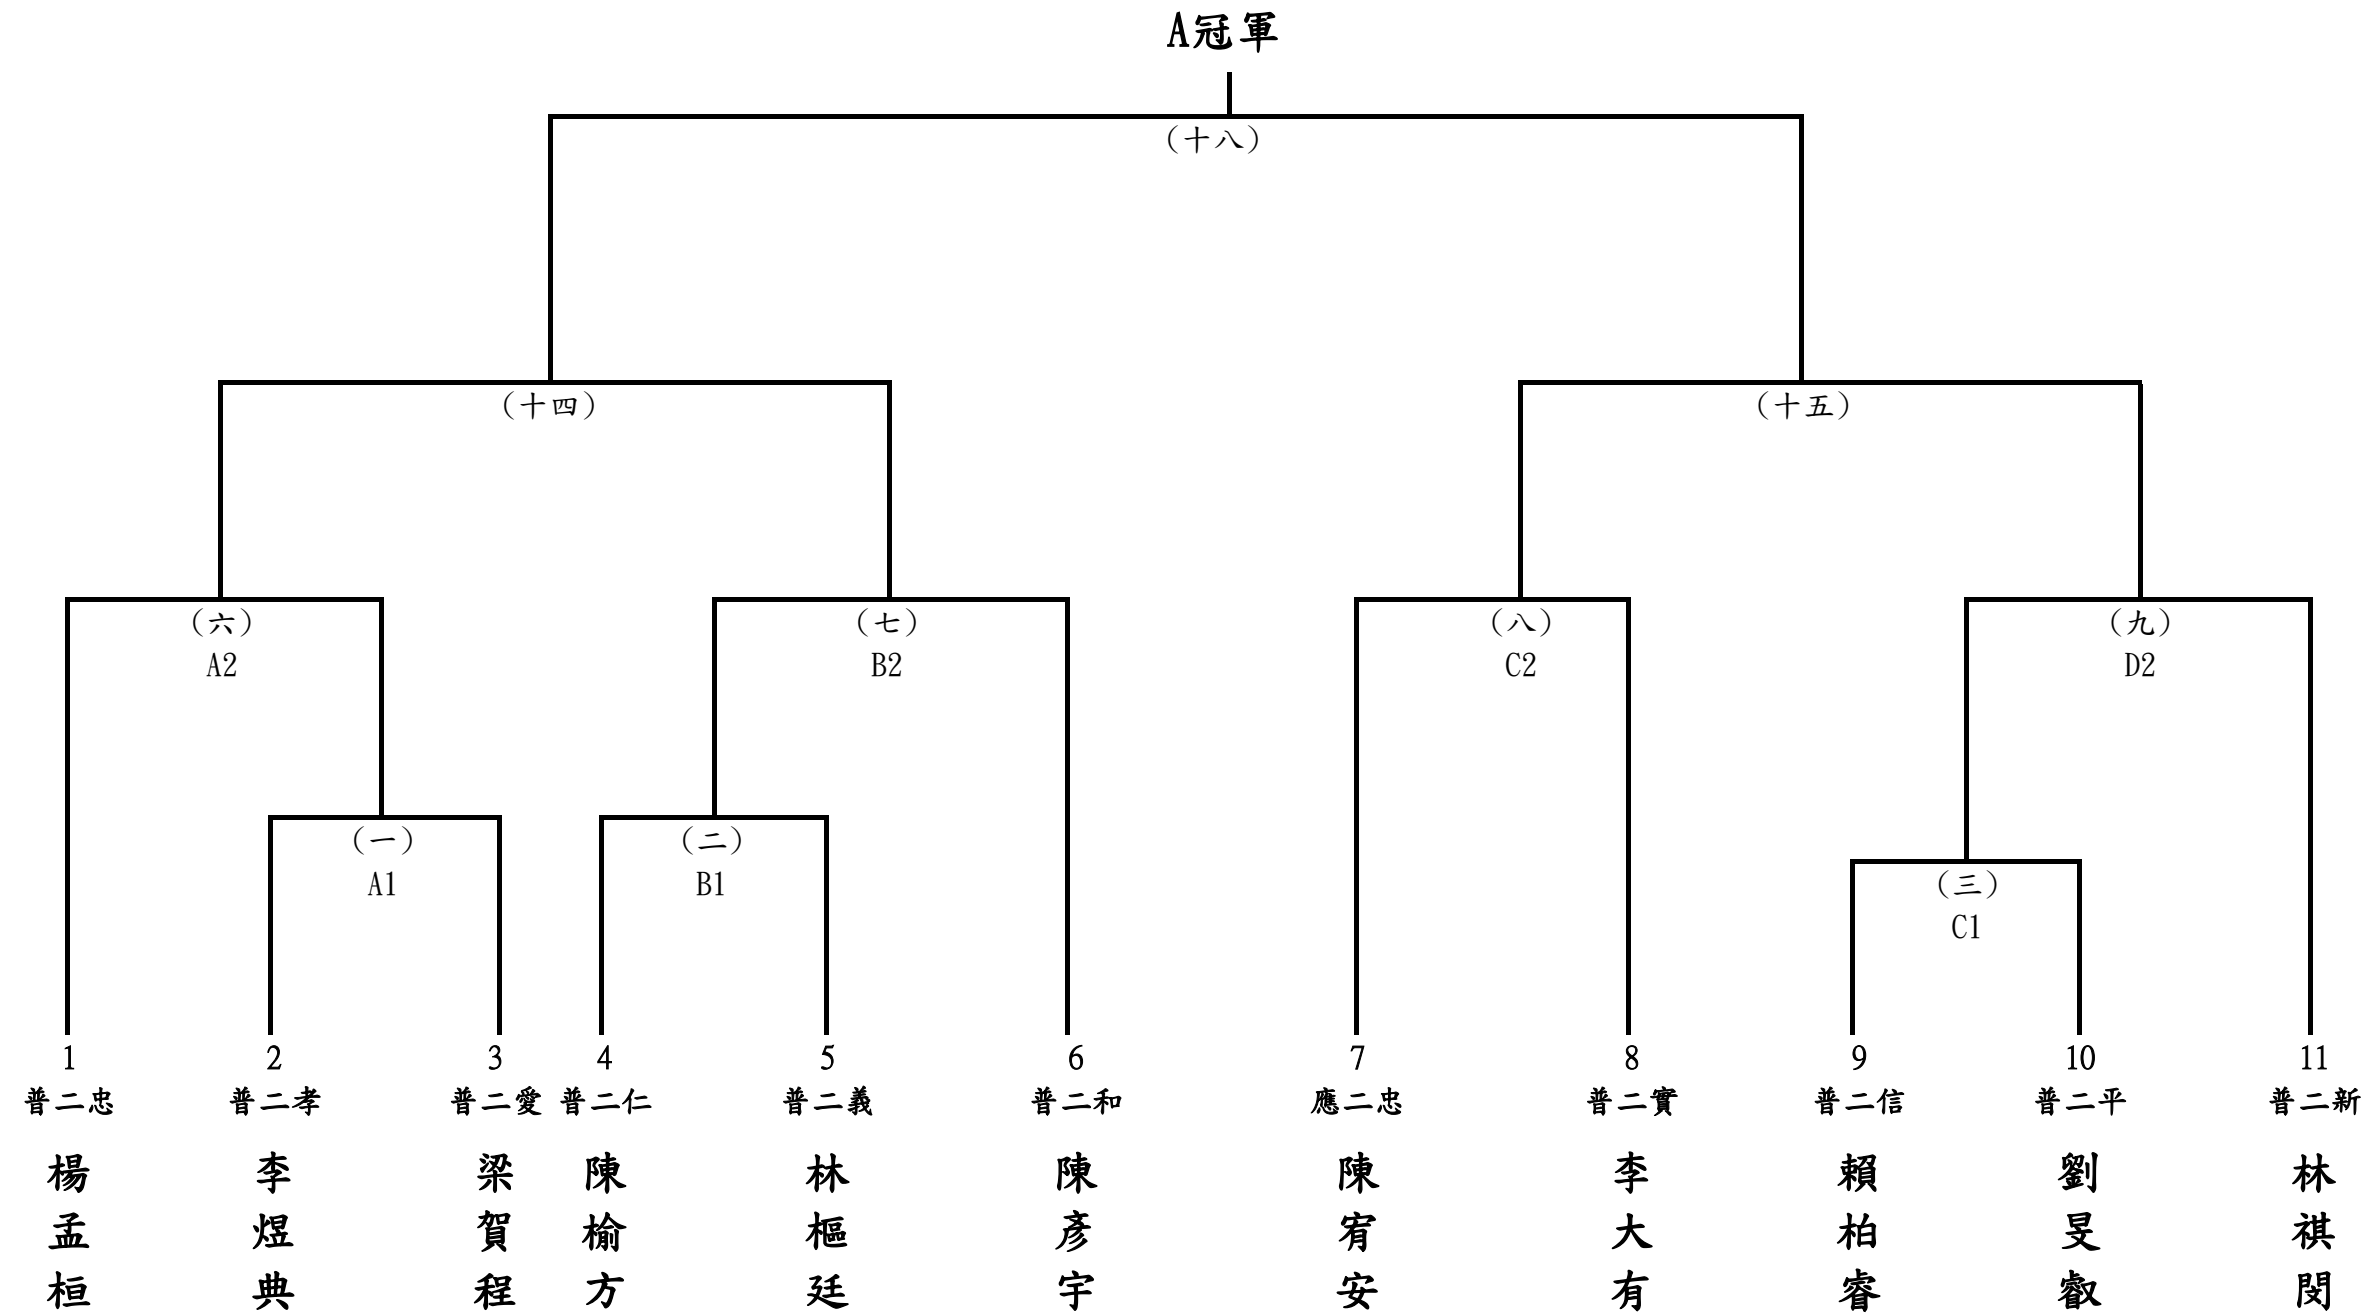 A冠軍
（十八）
（十四） （十五）
（六） （七） （八） （九）
A2 B2 C2 D2
（一） （二）
A1 B1
（三）
C1
1 2 3 4 5 6 7 8 9 10 11
普二忠 普二孝 普二愛 普二仁 普二義 普二和 應二忠 普二實 普二信 普二平 普二新
楊孟桓
李煜典
梁賀程
陳榆方
林樞廷
陳彥宇
陳宥安
李大有
賴柏睿
劉旻叡
林祺閔